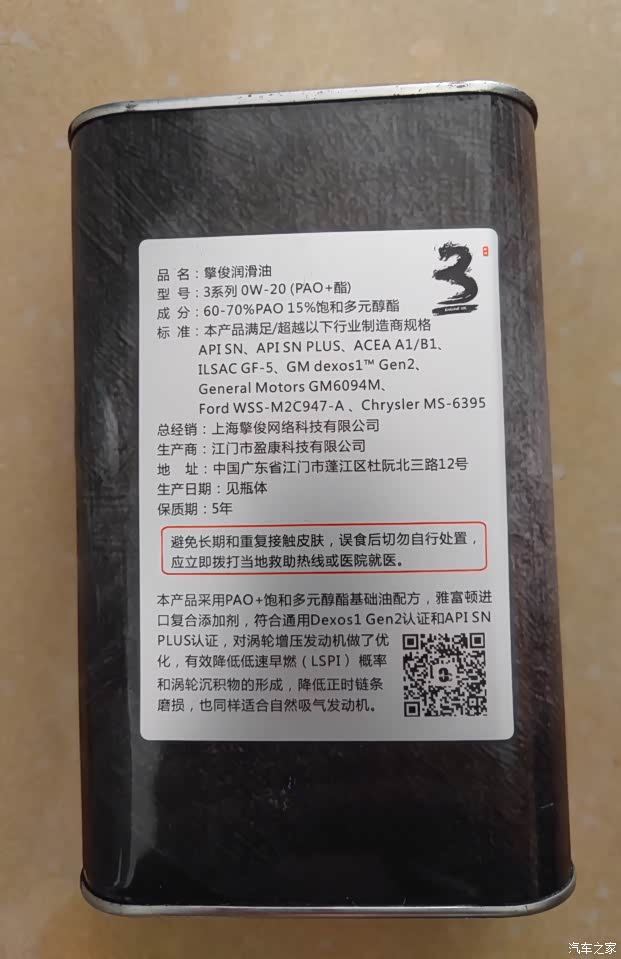 3
品 名：擎俊润滑油
型 号：3系列 0W-20 (PAO+酯)
成 分：60-70%PAO 15%饱和多元醇酯
标 准：本产品满足/超越以下行业制造商规格
API SN、API SN PLUS、ACEA A1/B1、
ILSAC GF-5、GM dexos1™ Gen2、
General Motors GM6094M、
Ford WSS-M2C947-A 、Chrysler MS-6395
总经销：上海擎俊网络科技有限公司
生产商：江门市盈康科技有限公司
地 址：中国广东省江门市蓬江区杜阮北三路12号
生产日期：见瓶体
保质期：5年
避免长期和重复接触皮肤，误食后切勿自行处置，
应立即拨打当地救助热线或医院就医。
本产品采用PAO+饱和多元醇酯基础油配方，雅富顿进
口复合添加剂，符合通用Dexos1 Gen2认证和API SN
PLUS认证，对涡轮增压发动机做了优
化，有效降低低速早燃（LSPI）概率
和涡轮沉积物的形成，降低正时链条
磨损，也同样适合自然吸气发动机。
汽车之家